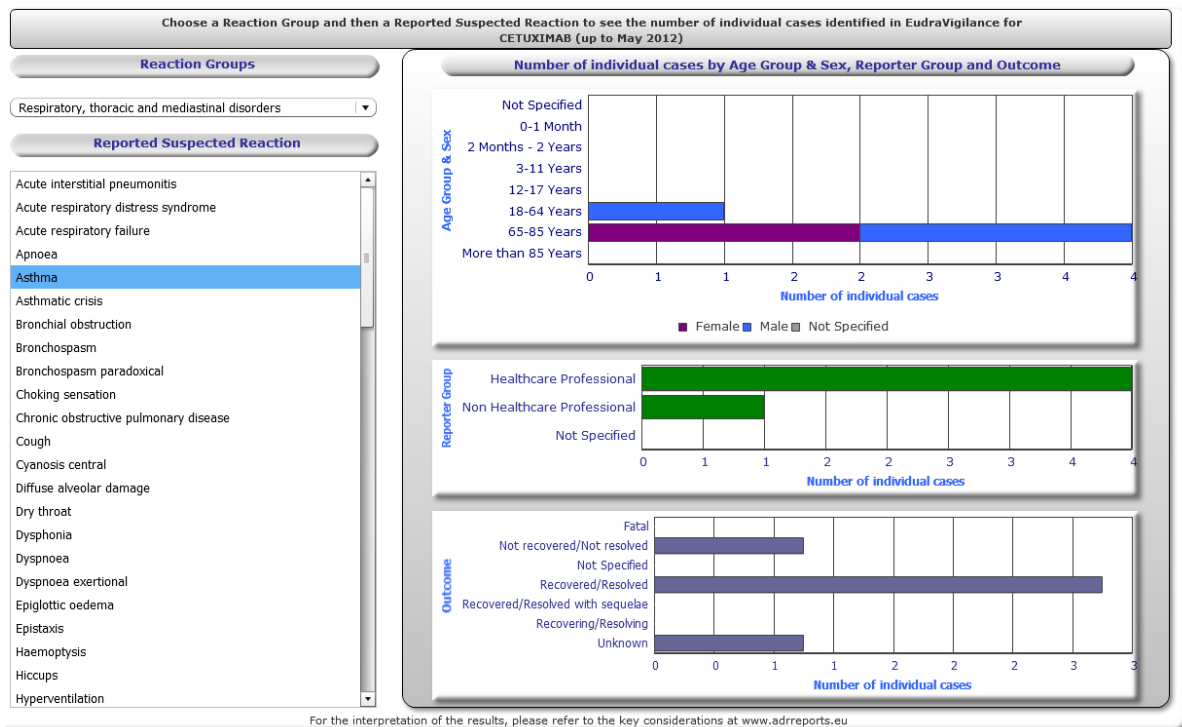 Choose a Reaction Group and then a Reported Suspected Reaction to see the number of individual cases identified in EudraVigilance for
CETUXIMAB (up to May 2012)
Reaction Groups
Respiratory, thoracic and mediastinal disorders
Reported Suspected Reaction
Acute interstitial pneumonitis
Acute respiratory distress syndrome
Acute respiratory failure
Apnoea
Asthma
Asthmatic crisis
Bronchial obstruction
Bronchospasm
Bronchospasm paradoxical
Choking sensation
Chronic obstructive pulmonary disease
Cough
Cyanosis central
Diffuse alveolar damage
Dry throat
Dysphonia
Dyspnoea
Dyspnoea exertional
Epiglottic oedema
Epistaxis
Haemoptysis
Hiccups
Hyperventilation
Number of individual cases by Age Group & Sex, Reporter Group and Outcome
Age Group & Sex
Not Specified
0-1 Month
2 Months - 2 Years
3-11 Years
12-17 Years
18-64 Years
65-85 Years
More than 85 Years
0 1 1 2 2 3 3 4 4
Number of individual cases
Female Male Not Specified
Reporter Group
Healthcare Professional
Non Healthcare Professional
Not Specified
0 1 1 2 2 3 3 4 4
Number of individual cases
Outcome
Fatal
Not recovered/Not resolved
Not Specified
Recovered/Resolved
Recovered/Resolved with sequelae
Recovering/Resolving
Unknown
0 0 1 1 2 2 2 3 3
Number of individual cases
For the interpretation of the results, please refer to the key considerations at www.adrreports.eu